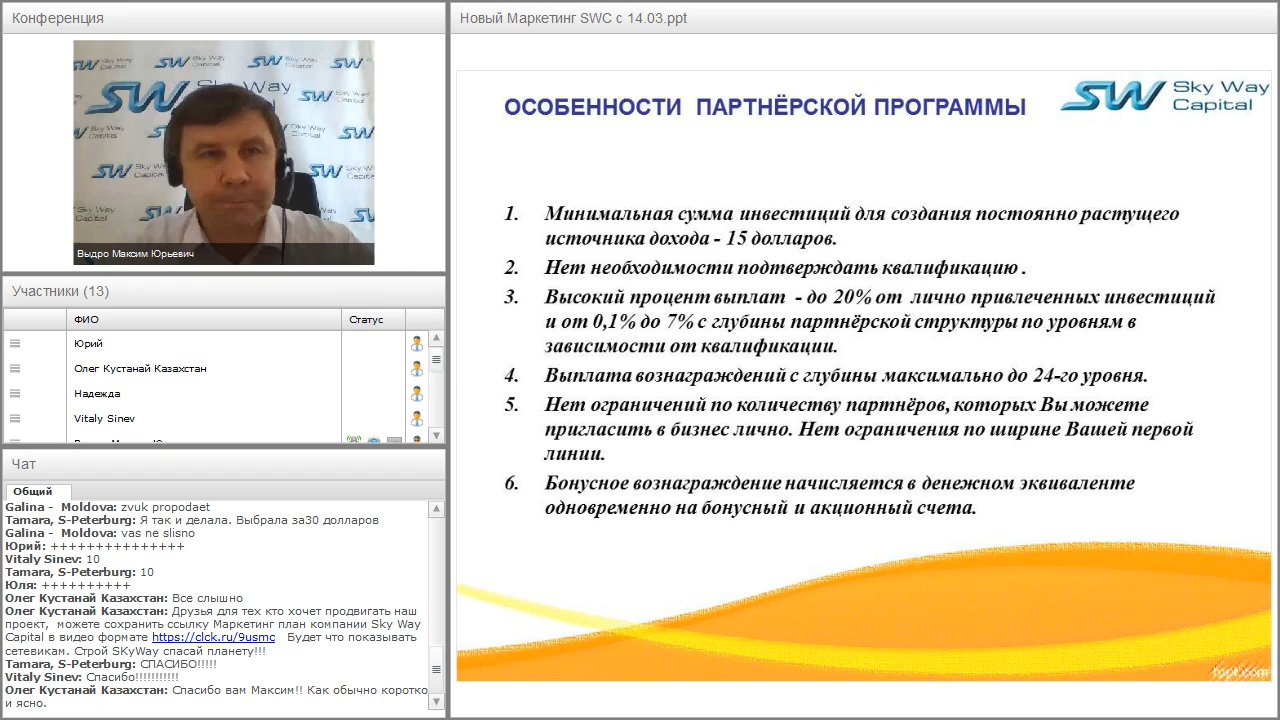 Конференция
SW Sky Way Capital
Выдро Максим Юрьевич
Участники (13)
ФИО
Статус
Юрий
Олег Кустанай Казахстан
Надежда
Vitaly Sinev
Чат
Общий
Galina - Moldova: zvuk propodaet
Tamara, S-Peterburg: Я так и делала. Выбрала за30 долларов
Galina - Moldova: vas ne slisno
Юрий: +++++++++++++++
Vitaly Sinev: 10
Tamara, S-Peterburg: 10
Юля: ++++++++++
Олег Кустанай Казахстан: Все слышно
Олег Кустанай Казахстан: Друзья для тех кто хочет продвигать наш
проект, можете сохранить ссылку Маркетинг план компании Sky Way
Capital в видео формате https://clck.ru/9usmc Будет что показывать
сетевикам. Строй SKyWay спасай планету!!!
Tamara, S-Peterburg: СПАСИБО!!!!!
Vitaly Sinev: Спасибо!!!!!!!!!!!
Олег Кустанай Казахстан: Спасибо вам Максим!! Как обычно коротко
и ясно.
Новый Маркетинг SWC с 14.03.ppt
ОСОБЕННОСТИ ПАРТНЁРСКОЙ ПРОГРАММЫ
SW Sky Way
Capital
1. Минимальная сумма инвестиций для создания постоянно растущего
источника дохода - 15 долларов.
2. Нет необходимости подтверждать квалификацию .
3. Высокий процент выплат - до 20% от лично привлеченных инвестиций
и от 0,1% до 7% с глубины партнёрской структуры по уровням в
зависимости от квалификации.
4. Выплата вознаграждений с глубины максимально до 24-го уровня.
5. Нет ограничений по количеству партнёров, которых Вы можете
пригласить в бизнес лично. Нет ограничения по ширине Вашей первой
линии.
6. Бонусное вознаграждение начисляется в денежном эквиваленте
одновременно на бонусный и акционный счета.